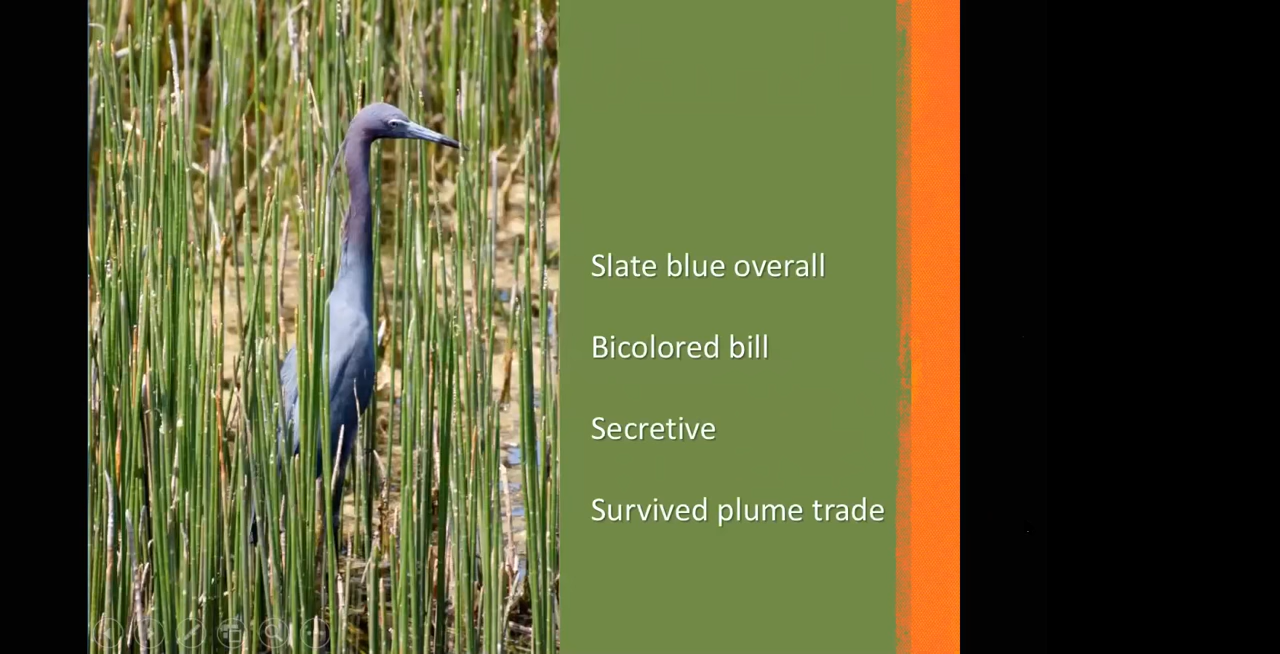 Slate blue overall
Bicolored bill
Secretive
Survived plume trade